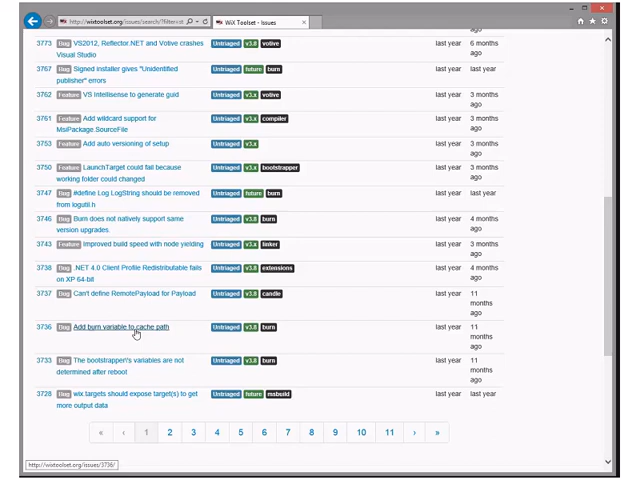 http://wixtoolset.org/issues/search/?filter=st
WiX Toolset - Issues
3773 Bug VS2012, Reflector.NET and Votive crashes Untriaged v3.8 votive last year 6 months
Visual Studio ago
3767 Bug Signed installer gives "Unidentified Untriaged future burn last year last year
publisher" errors
3762 Feature VS Intellisense to generate guid Untriaged v3.x votive last year 3 months
ago
3761 Feature Add wildcard support for Untriaged v3.x compiler last year 3 months
MsiPackage.SourceFile ago
3753 Feature Add auto versioning of setup Untriaged v3.x last year 3 months
ago
3750 Feature LaunchTarget could fail because Untriaged v3.x bootstrapper last year 3 months
working folder could changed ago
3747 Bug #define Log LogString should be removed Untriaged future burn last year last year
from logutil.h
3746 Bug Burn does not natively support same Untriaged v3.8 burn last year 4 months
version upgrades. ago
3743 Feature Improved build speed with node yielding Untriaged v3.x linker last year 3 months
ago
3738 Bug .NET 4.0 Client Profile Redistributable fails Untriaged v3.8 extensions last year 4 months
on XP 64-bit ago
3737 Bug Can't define RemotePayload for Payload Untriaged v3.8 candle last year 11
months
ago
3736 Bug Add burn variable to cache path Untriaged v3.8 burn last year 11
months
ago
3733 Bug The bootstrapper's variables are not Untriaged v3.8 burn last year 11
determined after reboot months
ago
3728 Bug wix targets should expose target(s) to get Untriaged future msbuild last year last year
more output data
« ‹ 1 2 3 4 5 6 7 8 9 10 11 › »
http://wixtoolset.org/issues/3736/